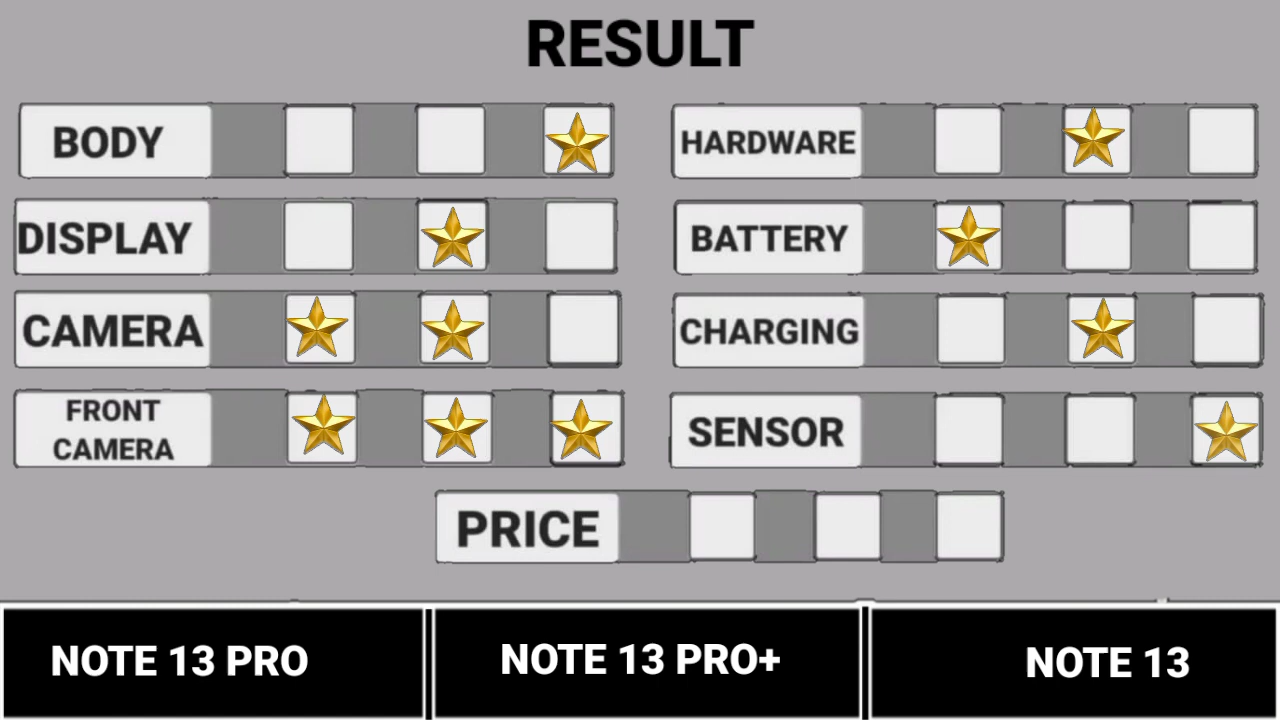 RESULT
BODY
HARDWARE
DISPLAY
BATTERY
CAMERA
CHARGING
FRONT
CAMERA
SENSOR
PRICE
NOTE 13 PRO
NOTE 13 PRO+
NOTE 13